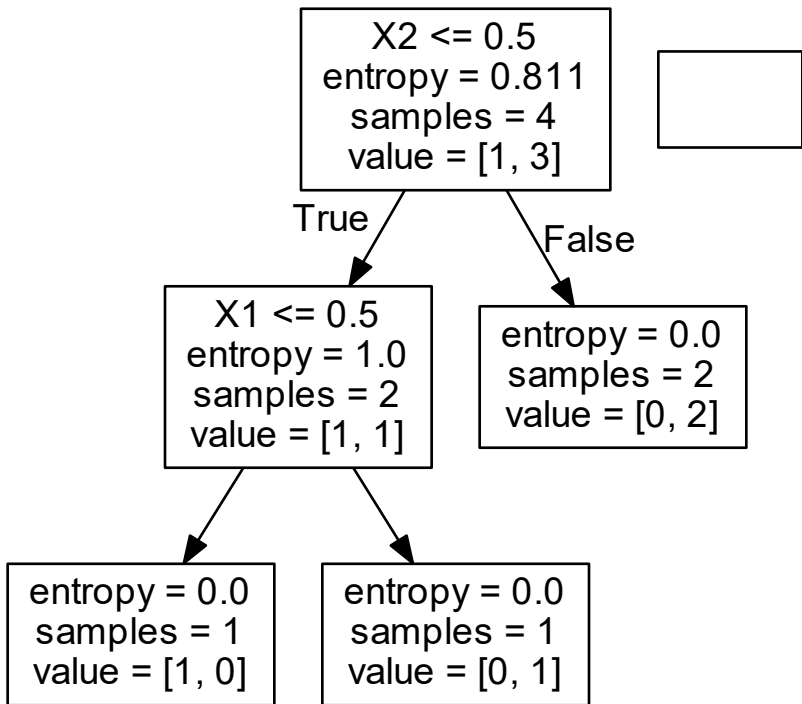 X2 <= 0.5
entropy = 0.811
samples = 4
value = [1, 3]
True
False
X1 <= 0.5
entropy = 1.0
samples = 2
value = [1, 1]
entropy = 0.0
samples = 2
value = [0, 2]
entropy = 0.0
samples = 1
value = [1, 0]
entropy = 0.0
samples = 1
value = [0, 1]